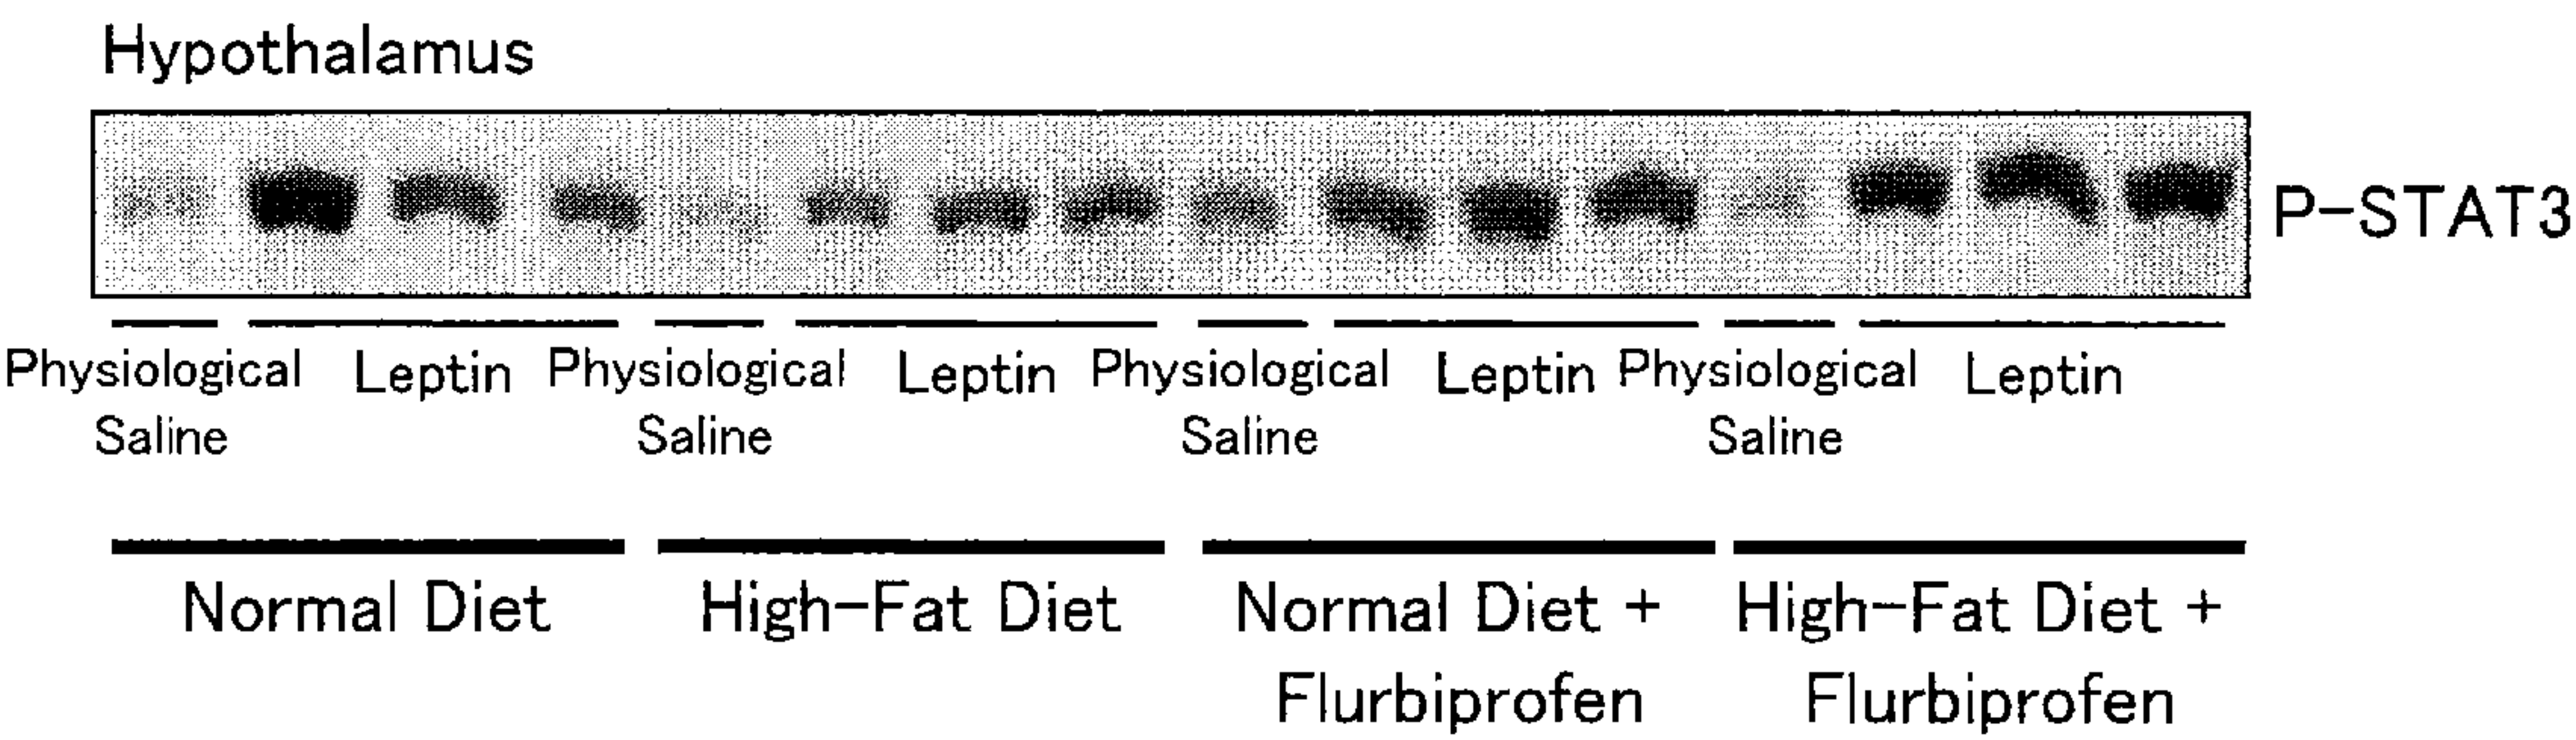 Hypothalamus
P-STAT3
Physiological Leptin Physiological Leptin Physiological Leptin Physiological Leptin
Saline Saline Saline Saline
Normal Diet High-Fat Diet Normal Diet + High-Fat Diet +
Flurbiprofen Flurbiprofen